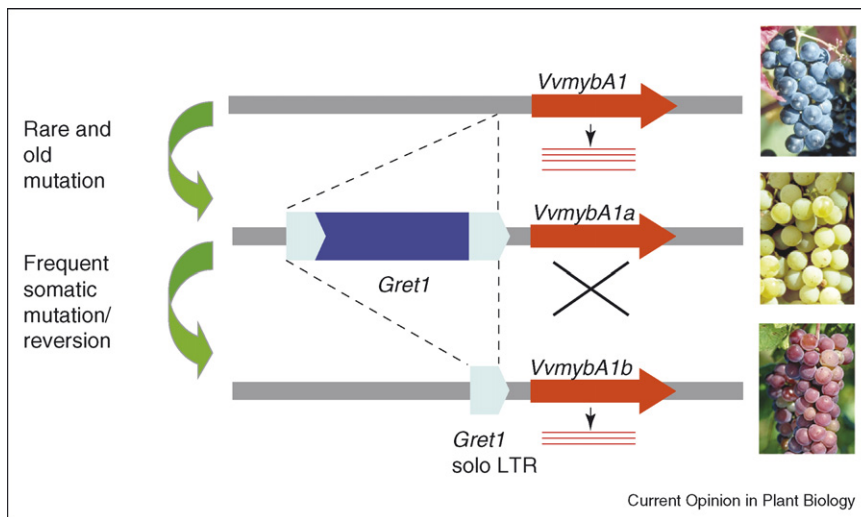 VvmybA1
Rare and
old
mutation
VvmybA1a
Gret1
Frequent
somatic
mutation/
reversion
VvmybA1b
Gret1
solo LTR
Current Opinion in Plant Biology